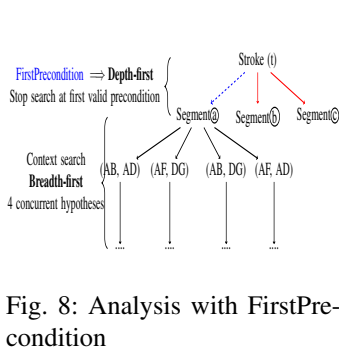 Stroke (t)
FirstPrecondition ⟹ Depth-first
Stop search at first valid precondition
Segment ⓐ Segment ⓑ Segment ⓒ
Context search
Breadth-first
4 concurrent hypotheses
(AB, AD) (AF, DG) (AB, DG) (AF, AD)
.... .... .... ....
Fig. 8: Analysis with FirstPre-
condition